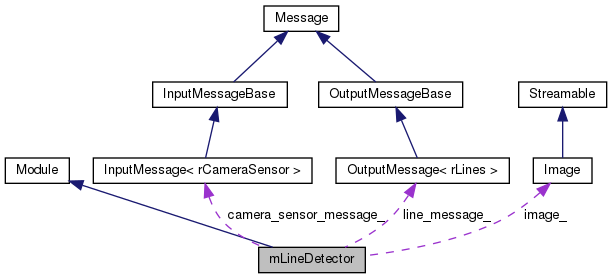 Message
InputMessageBase
OutputMessageBase
Streamable
Module
InputMessage< rCameraSensor >
OutputMessage< rLines >
Image
camera_sensor_message_
line_message_
image_
mLineDetector